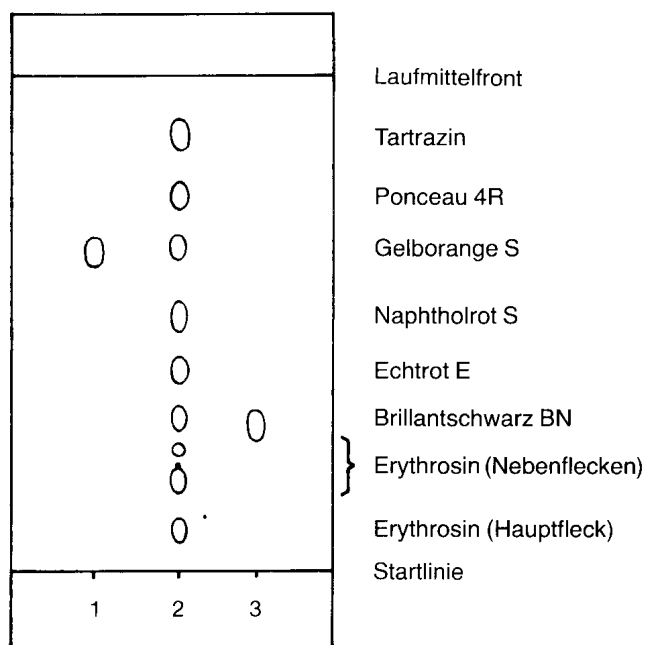 Laufmittelfront
Tartrazin
Ponceau 4R
Gelborange S
Naphtholrot S
Echtrot E
Brillantschwarz BN
Erythrosin (Nebenflecken)
Erythrosin (Hauptfleck)
Startlinie
1 2 3